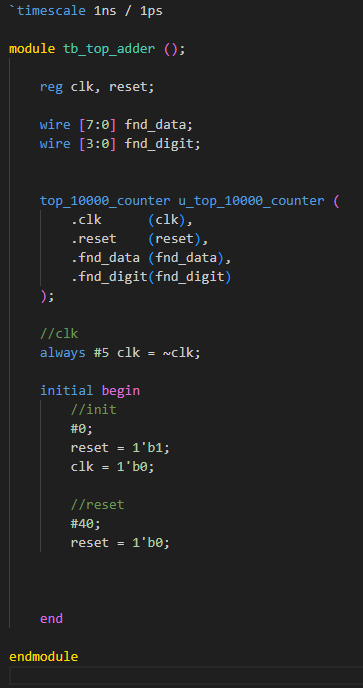 `timescale 1ns / 1ps
module tb_top_adder ();
reg clk, reset;
wire [7:0] fnd_data;
wire [3:0] fnd_digit;
top_10000_counter u_top_10000_counter (
.clk      (clk),
.reset    (reset),
.fnd_data (fnd_data),
.fnd_digit(fnd_digit)
);
//clk
always #5 clk = ~clk;
initial begin
//init
#0;
reset = 1'b1;
clk = 1'b0;
//reset
#40;
reset = 1'b0;
end
endmodule